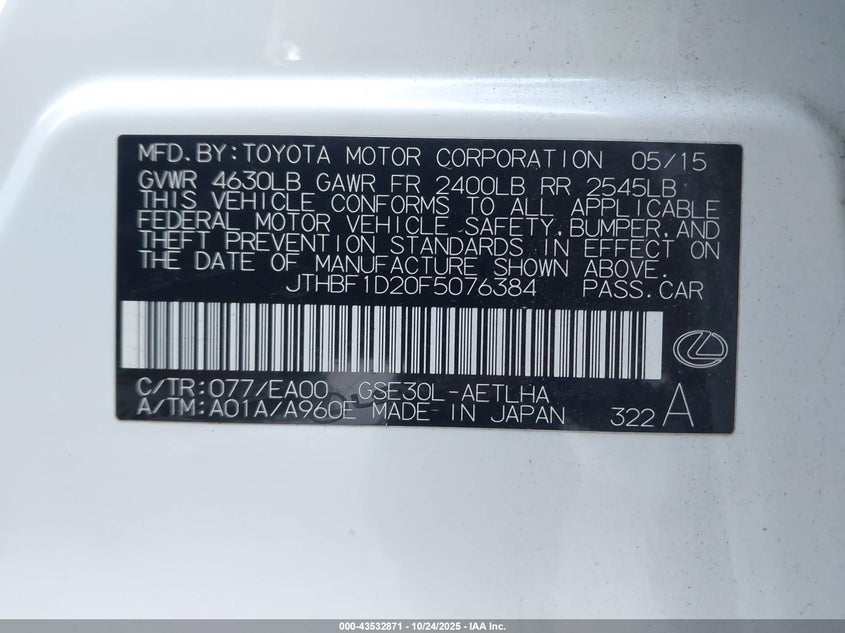 MFD.BY:TOYOTA MOTOR CORPORATION 05/15
GVWR 4630LB GAWR FR 2400LB RR 2545LB
THIS VEHICLE CONFORMS TO ALL APPLICABLE
FEDERAL MOTOR VEHICLE SAFETY,BUMPER,AND
THEFT PREVENTION STANDARDS IN EFFECT ON
THE DATE OF MANUFACTURE SHOWN ABOVE.
JTHBF1D20F5076384 PASS.CAR
C/TR:077/EA00 GSE30L-AETLHA
A/TM:A01A/A960E MADE IN JAPAN 322 A
000-43532871 | 10/24/2025 - IAA Inc.